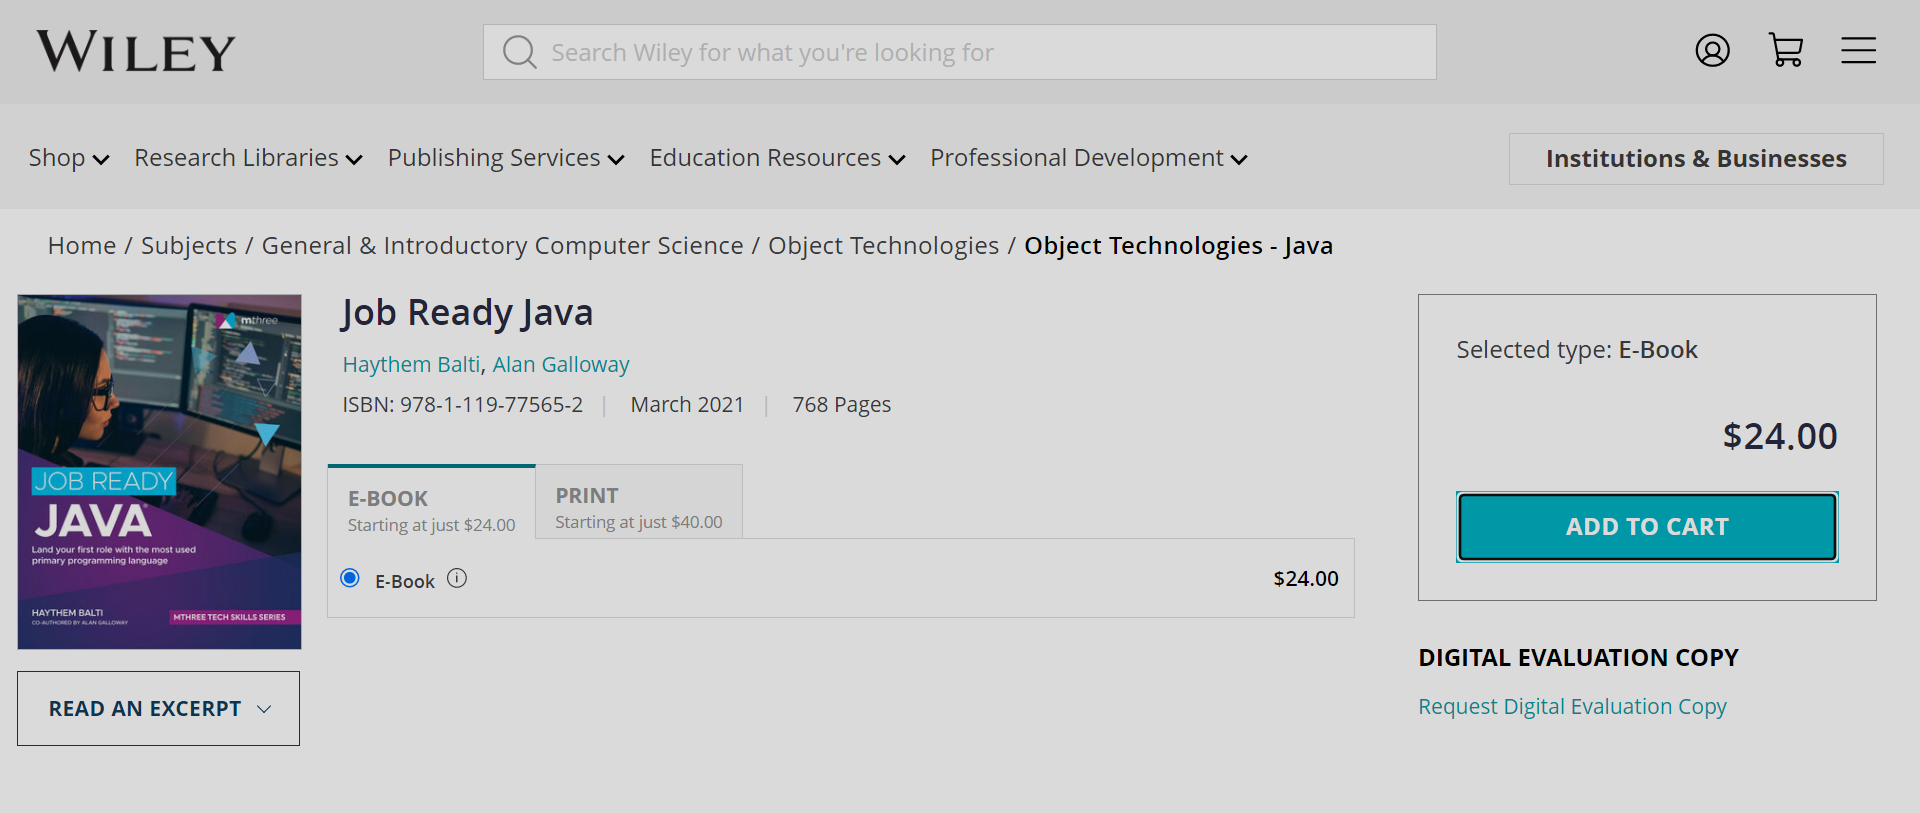 WILEY
Search Wiley for what you're looking for
Shop Research Libraries Publishing Services Education Resources Professional Development Institutions & Businesses
Home / Subjects / General & Introductory Computer Science / Object Technologies / Object Technologies - Java
mthree
JOB READY
JAVA
Land your first role with the most used
primary programming language
HAYTHEM BALTI
CO-AUTHORED BY ALAN GALLOWAY
MTHREE TECH SKILLS SERIES
READ AN EXCERPT
Job Ready Java
Haythem Balti, Alan Galloway
ISBN: 978-1-119-77565-2 | March 2021 | 768 Pages
E-BOOK
Starting at just $24.00
PRINT
Starting at just $40.00
E-Book $24.00
Selected type: E-Book
$24.00
ADD TO CART
DIGITAL EVALUATION COPY
Request Digital Evaluation Copy